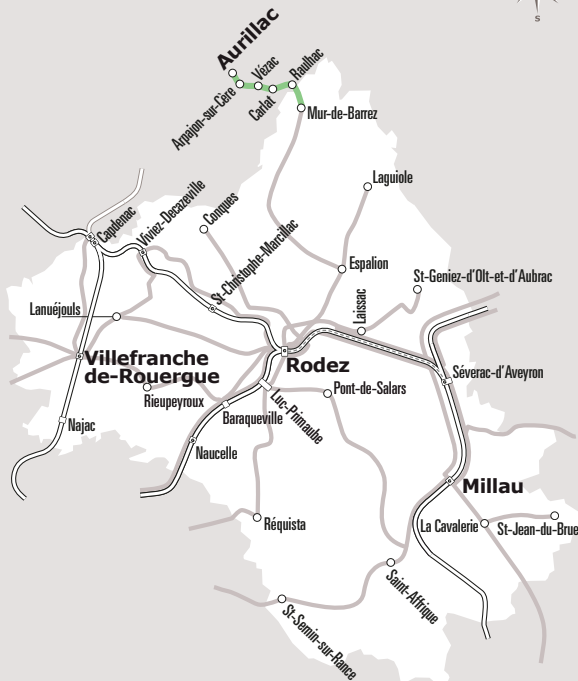 S
Aurillac
Arpajon-sur-Cère
Vézac
Carlat
Raulhac
Mur-de-Barrez
Laguiole
Capdenac
Viviez-Decazeville
Conques
St-Christophe-Marcillac
Espalion
St-Geniez-d'Olt-et-d'Aubrac
Lanuéjouls
Laissac
Villefranche
de-Rouergue
Rodez
Séverac-d'Aveyron
Rieupeyroux
Luc-Primaube
Pont-de-Salars
Baraqueville
Najac
Naucelle
Millau
Réquista
La Cavalerie
St-Jean-du-Brue
Saint-Affrique
St-Sernin-sur-Rance